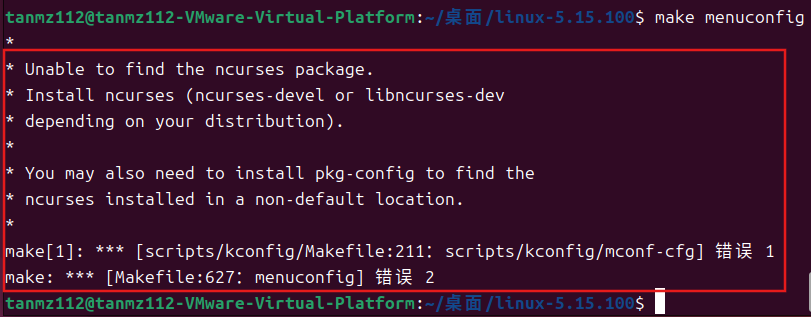 tanmz112@tanmz112-VMware-Virtual-Platform:~/桌面/linux-5.15.100$ make menuconfig
*
* Unable to find the ncurses package.
* Install ncurses (ncurses-devel or libncurses-dev
* depending on your distribution).
*
* You may also need to install pkg-config to find the
* ncurses installed in a non-default location.
*
make[1]: *** [scripts/kconfig/Makefile:211：scripts/kconfig/mconf-cfg] 错误 1
make: *** [Makefile:627：menuconfig] 错误 2
tanmz112@tanmz112-VMware-Virtual-Platform:~/桌面/linux-5.15.100$